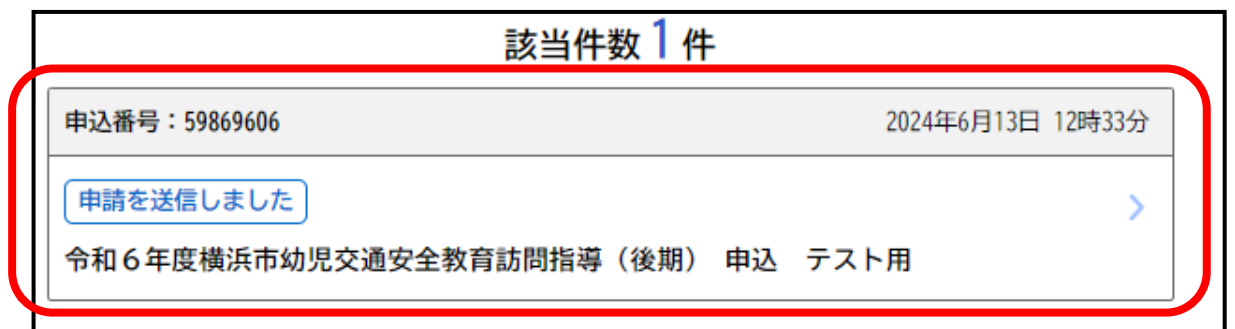 該当件数 1 件
申込番号：59869606
2024年6月13日 12時33分
申請を送信しました
令和６年度横浜市幼児交通安全教育訪問指導（後期）　申込　テスト用